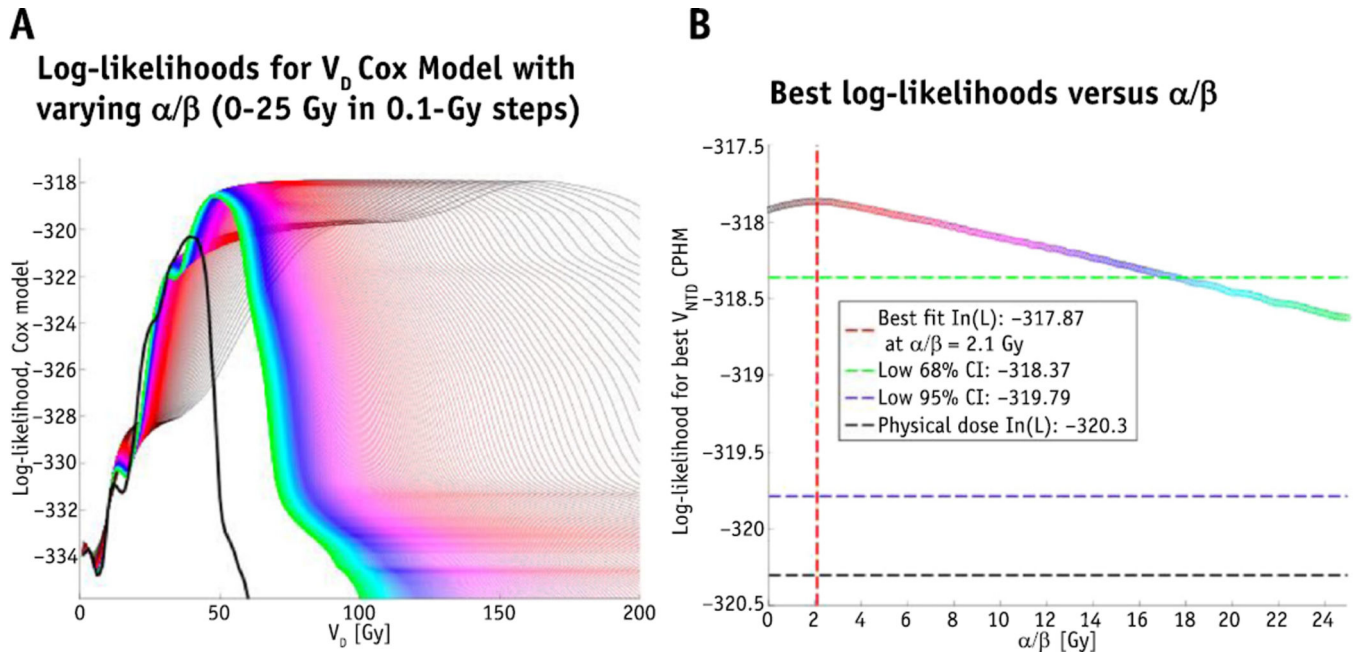 A
Log-likelihoods for V_D Cox Model with
varying α/β (0-25 Gy in 0.1-Gy steps)
Log-likelihood, Cox model
−318
−320
−322
−324
−326
−328
−330
−332
−334
0
50
100
150
200
V_D [Gy]
B
Best log-likelihoods versus α/β
Log-likelihood for best V_NTD CPHM
−317.5
−318
−318.5
−319
−319.5
−320
−320.5
Best fit In(L): −317.87
at α/β = 2.1 Gy
Low 68% CI: −318.37
Low 95% CI: −319.79
Physical dose In(L): −320.3
0 2 4 6 8 10 12 14 16 18 20 22 24
α/β [Gy]